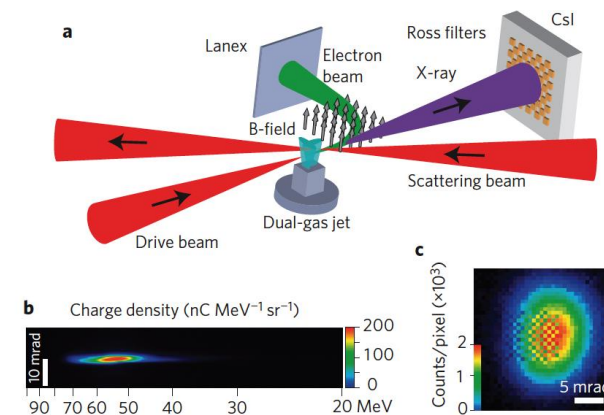 a
Lanex
Electron
beam
Ross filters
CsI
X-ray
B-field
Scattering beam
Dual-gas jet
Drive beam
b
Charge density (nC MeV⁻¹ sr⁻¹)
10 mrad
200
100
0
90 70 60 50 40 30 20 MeV
c
Counts/pixel (×10³)
2
1
0
5 mrad